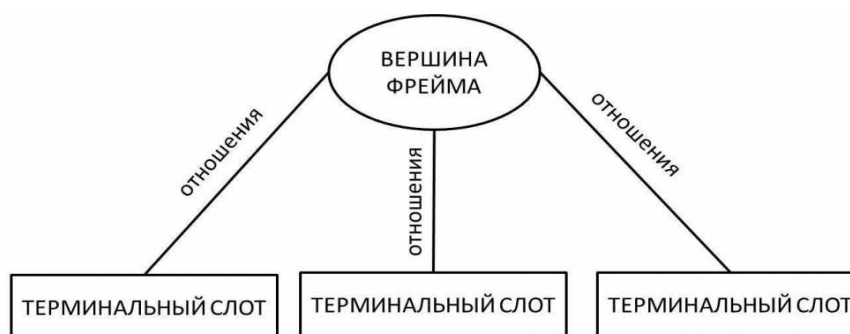 ВЕРШИНА
ФРЕЙМА
отношения
отношения
отношения
ТЕРМИНАЛЬНЫЙ СЛОТ
ТЕРМИНАЛЬНЫЙ СЛОТ
ТЕРМИНАЛЬНЫЙ СЛОТ